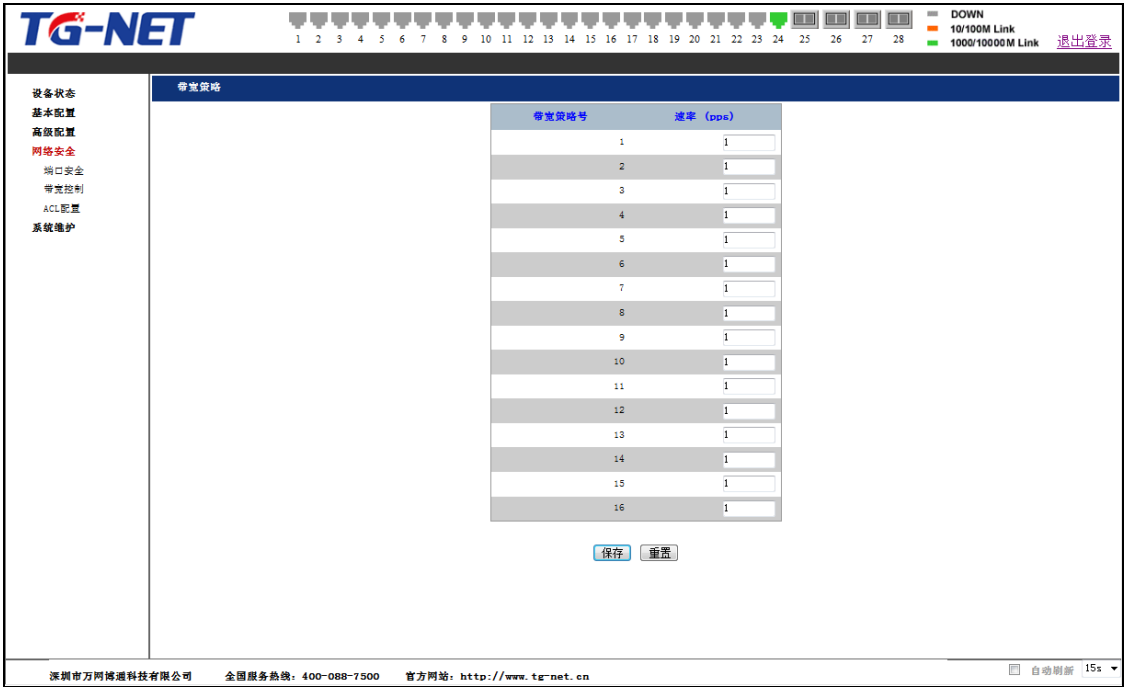 TG-NET
1 2 3 4 5 6 7 8 9 10 11 12 13 14 15 16 17 18 19 20 21 22 23 24 25 26 27 28
DOWN
10/100M Link
1000/10000M Link
退出登录
设备状态
基本配置
高级配置
网络安全
端口安全
带宽控制
ACL配置
系统维护
带宽策略
带宽策略号 速率 (pps)
1 1
2 1
3 1
4 1
5 1
6 1
7 1
8 1
9 1
10 1
11 1
12 1
13 1
14 1
15 1
16 1
保存 重置
自动刷新 15s
深圳市万网博通科技有限公司 全国服务热线: 400-088-7500 官方网站: http://www.tg-net.cn